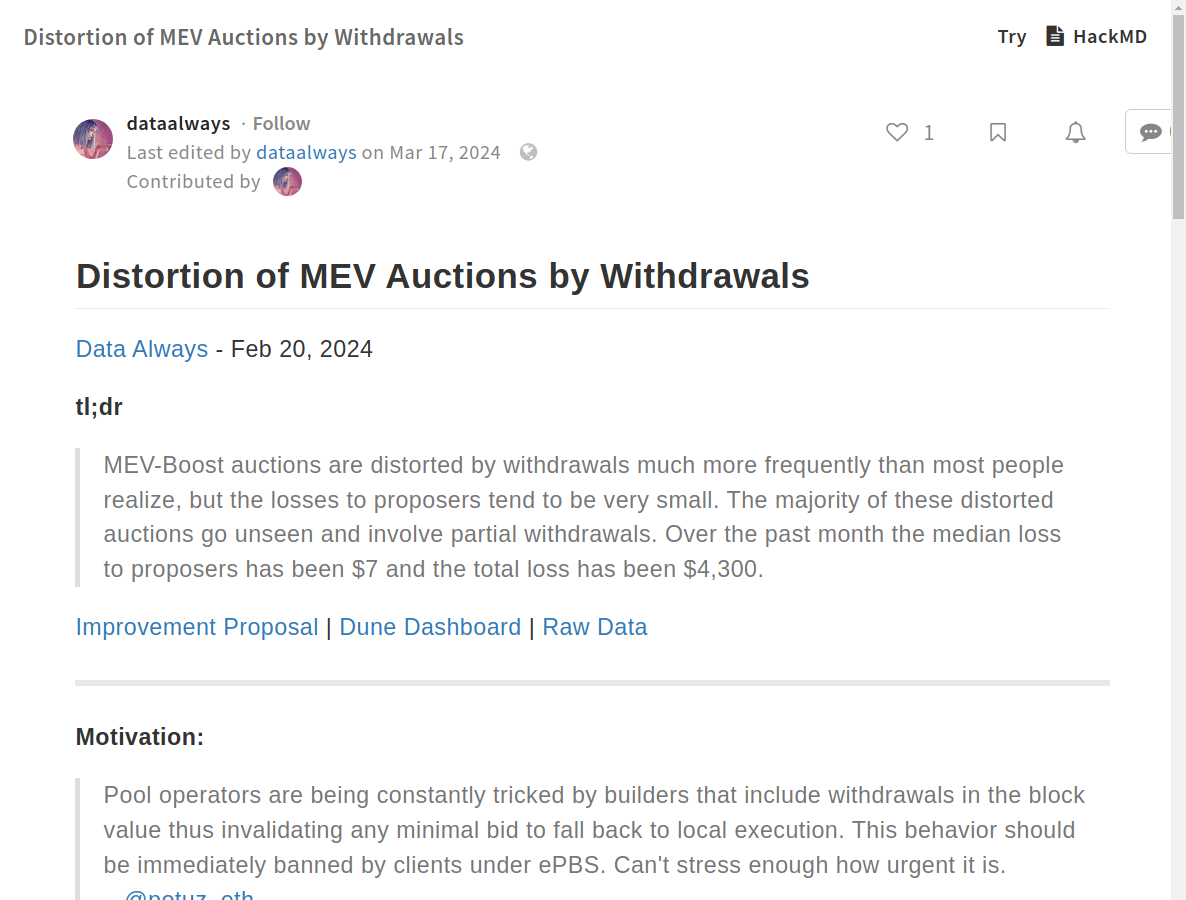 Distortion of MEV Auctions by Withdrawals
Try HackMD
dataalways · Follow
Last edited by dataalways on Mar 17, 2024
Contributed by
1
Distortion of MEV Auctions by Withdrawals
Data Always - Feb 20, 2024
tl;dr
MEV-Boost auctions are distorted by withdrawals much more frequently than most people
realize, but the losses to proposers tend to be very small. The majority of these distorted
auctions go unseen and involve partial withdrawals. Over the past month the median loss
to proposers has been $7 and the total loss has been $4,300.
Improvement Proposal | Dune Dashboard | Raw Data
Motivation:
Pool operators are being constantly tricked by builders that include withdrawals in the block
value thus invalidating any minimal bid to fall back to local execution. This behavior should
be immediately banned by clients under ePBS. Can't stress enough how urgent it is.
@potuz_eth